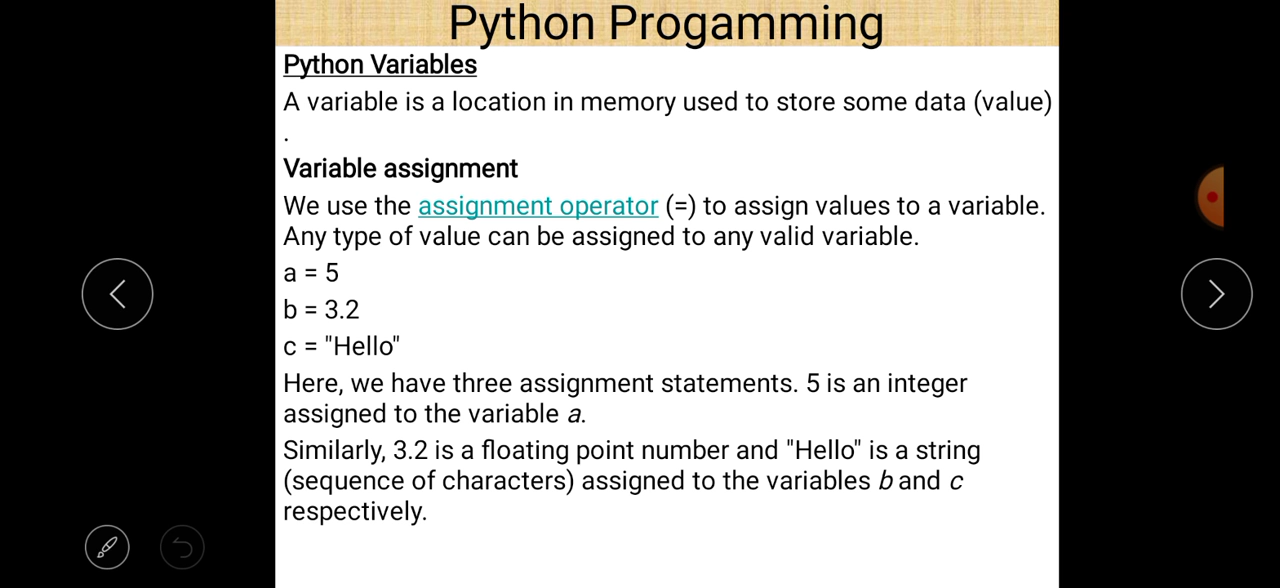 Python Progamming
Python Variables
A variable is a location in memory used to store some data (value)
.
Variable assignment
We use the assignment operator (=) to assign values to a variable.
Any type of value can be assigned to any valid variable.
a = 5
b = 3.2
c = "Hello"
Here, we have three assignment statements. 5 is an integer
assigned to the variable a.
Similarly, 3.2 is a floating point number and "Hello" is a string
(sequence of characters) assigned to the variables b and c
respectively.